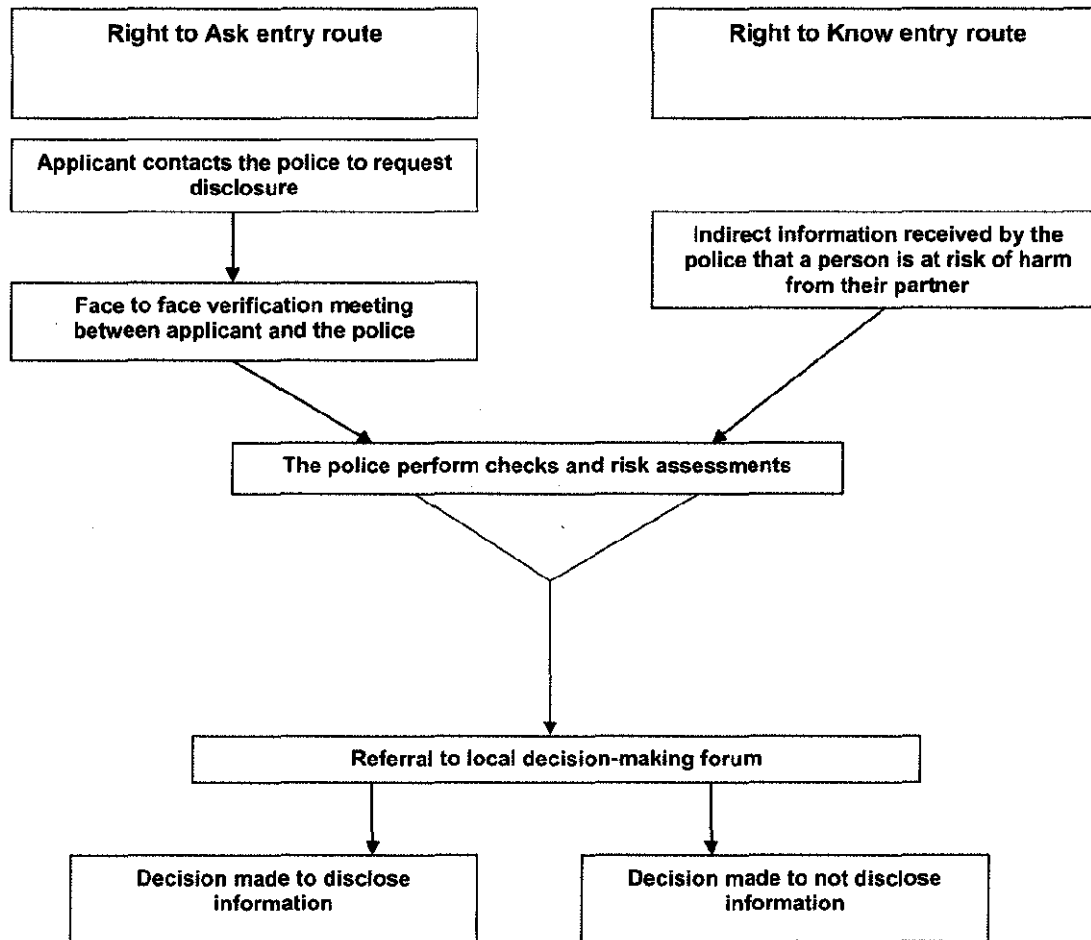 Right to Ask entry route
Right to Know entry route
Applicant contacts the police to request
disclosure
Indirect information received by the
police that a person is at risk of harm
from their partner
Face to face verification meeting
between applicant and the police
The police perform checks and risk assessments
Referral to local decision-making forum
Decision made to disclose
information
Decision made to not disclose
information